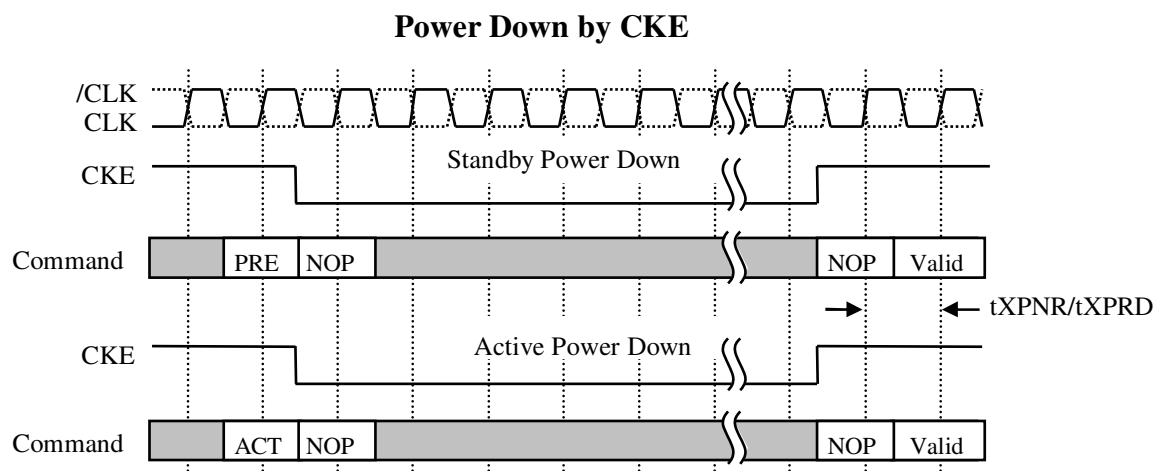 Power Down by CKE
/CLK
CLK
CKE
Standby Power Down
Command
PRE
NOP
NOP
Valid
tXPNR/tXPRD
CKE
Active Power Down
Command
ACT
NOP
NOP
Valid